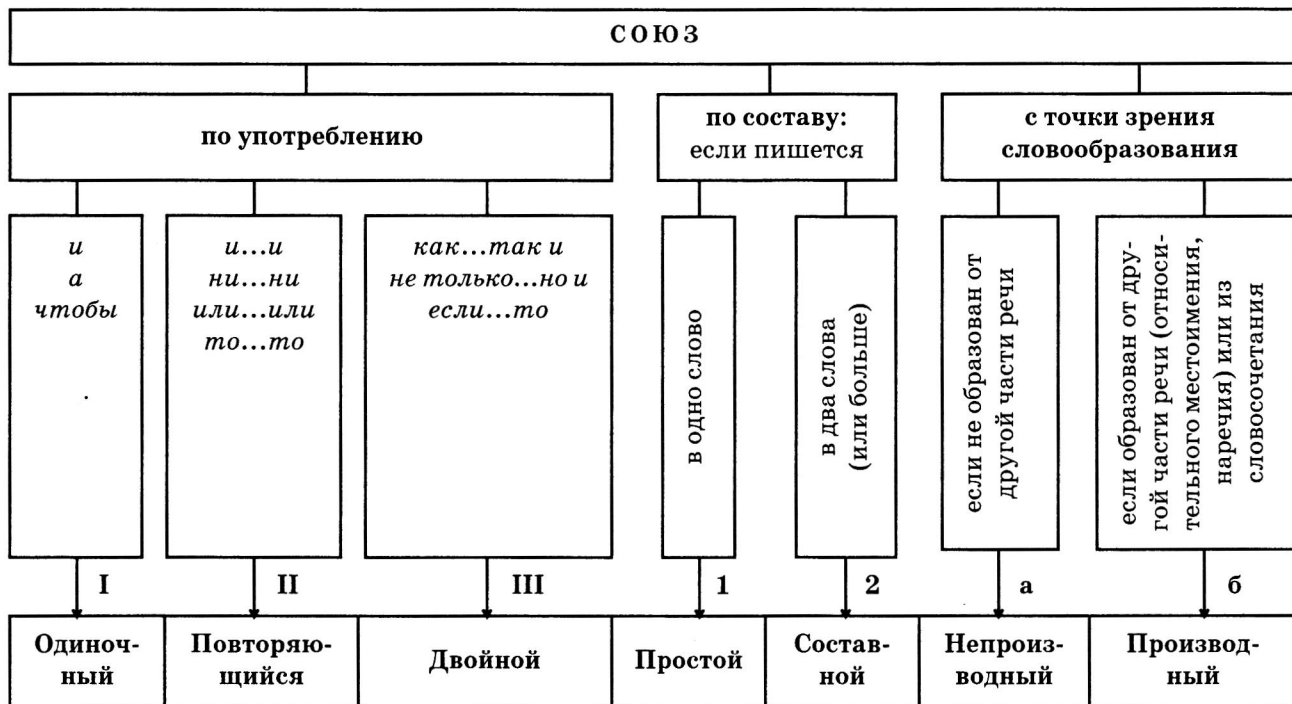 СОЮЗ
по употреблению
по составу:
если пишется
с точки зрения
словообразования
и
а
чтобы
и...и
ни...ни
или...или
то...то
как...так и
не только...но и
если...то
в одно слово
в два слова
(или больше)
если не образован от
другой части речи
если образован от дру-
гой части речи (относи-
тельного местоимения,
наречия) или из
словосочетания
I
II
III
1
2
а
б
Одиноч-
ный
Повторяю-
щийся
Двойной
Простой
Состав-
ной
Непроиз-
водный
Производ-
ный